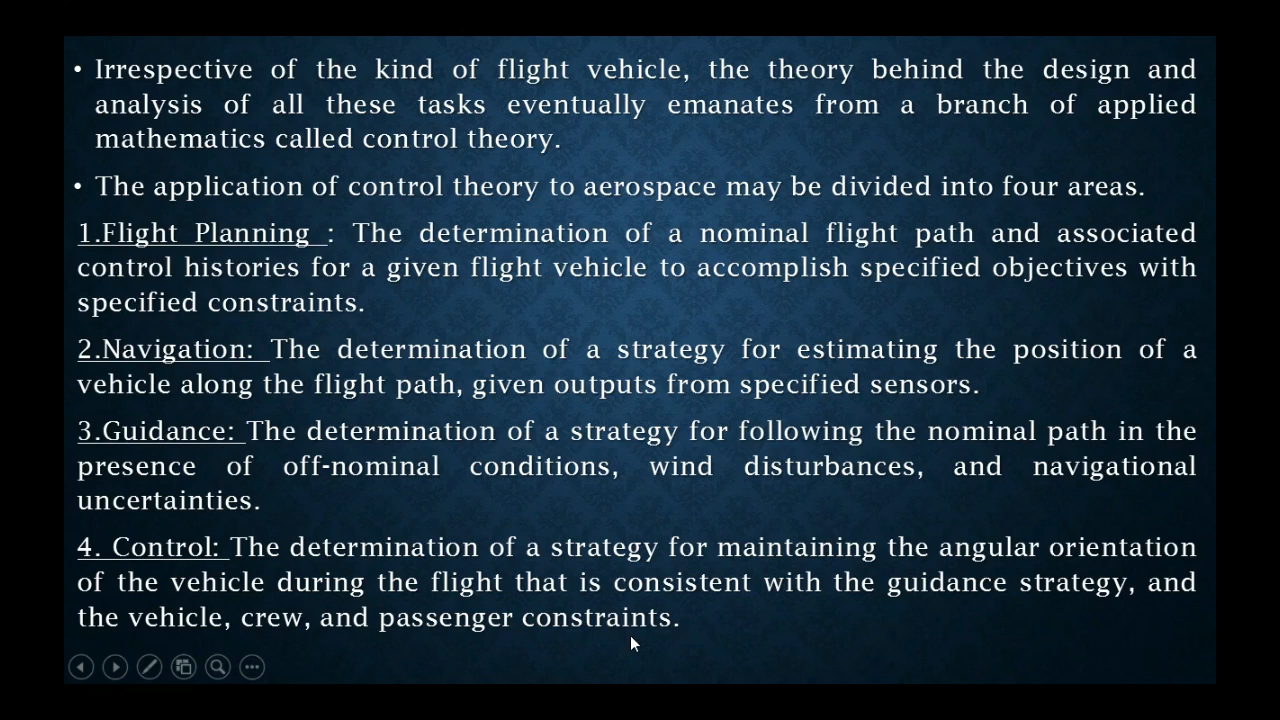 • Irrespective of the kind of flight vehicle, the theory behind the design and
analysis of all these tasks eventually emanates from a branch of applied
mathematics called control theory.
• The application of control theory to aerospace may be divided into four areas.
1.Flight Planning : The determination of a nominal flight path and associated
control histories for a given flight vehicle to accomplish specified objectives with
specified constraints.
2.Navigation: The determination of a strategy for estimating the position of a
vehicle along the flight path, given outputs from specified sensors.
3.Guidance: The determination of a strategy for following the nominal path in the
presence of off-nominal conditions, wind disturbances, and navigational
uncertainties.
4. Control: The determination of a strategy for maintaining the angular orientation
of the vehicle during the flight that is consistent with the guidance strategy, and
the vehicle, crew, and passenger constraints.